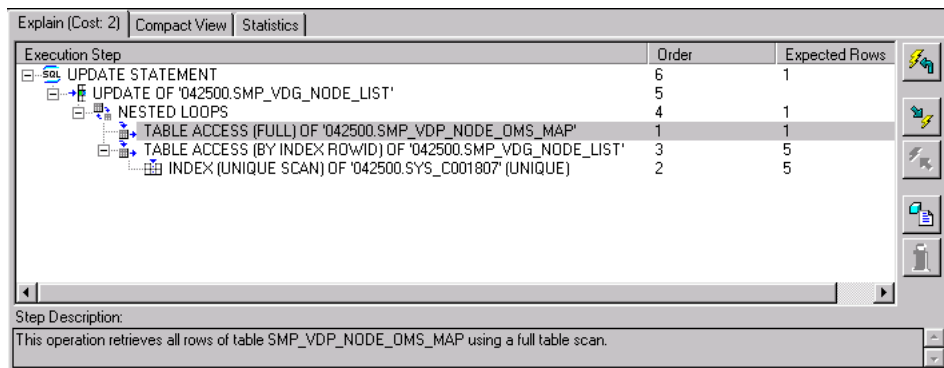 Explain (Cost: 2) Compact View Statistics
Execution Step Order Expected Rows
SQL UPDATE STATEMENT 6 1
UPDATE OF '042500.SMP_VDG_NODE_LIST' 5
NESTED LOOPS 4 1
TABLE ACCESS (FULL) OF '042500.SMP_VDP_NODE_OMS_MAP' 1 1
TABLE ACCESS (BY INDEX ROWID) OF '042500.SMP_VDG_NODE_LIST' 3 5
INDEX (UNIQUE SCAN) OF '042500.SYS_C001807' (UNIQUE) 2 5
Step Description:
This operation retrieves all rows of table SMP_VDP_NODE_OMS_MAP using a full table scan.